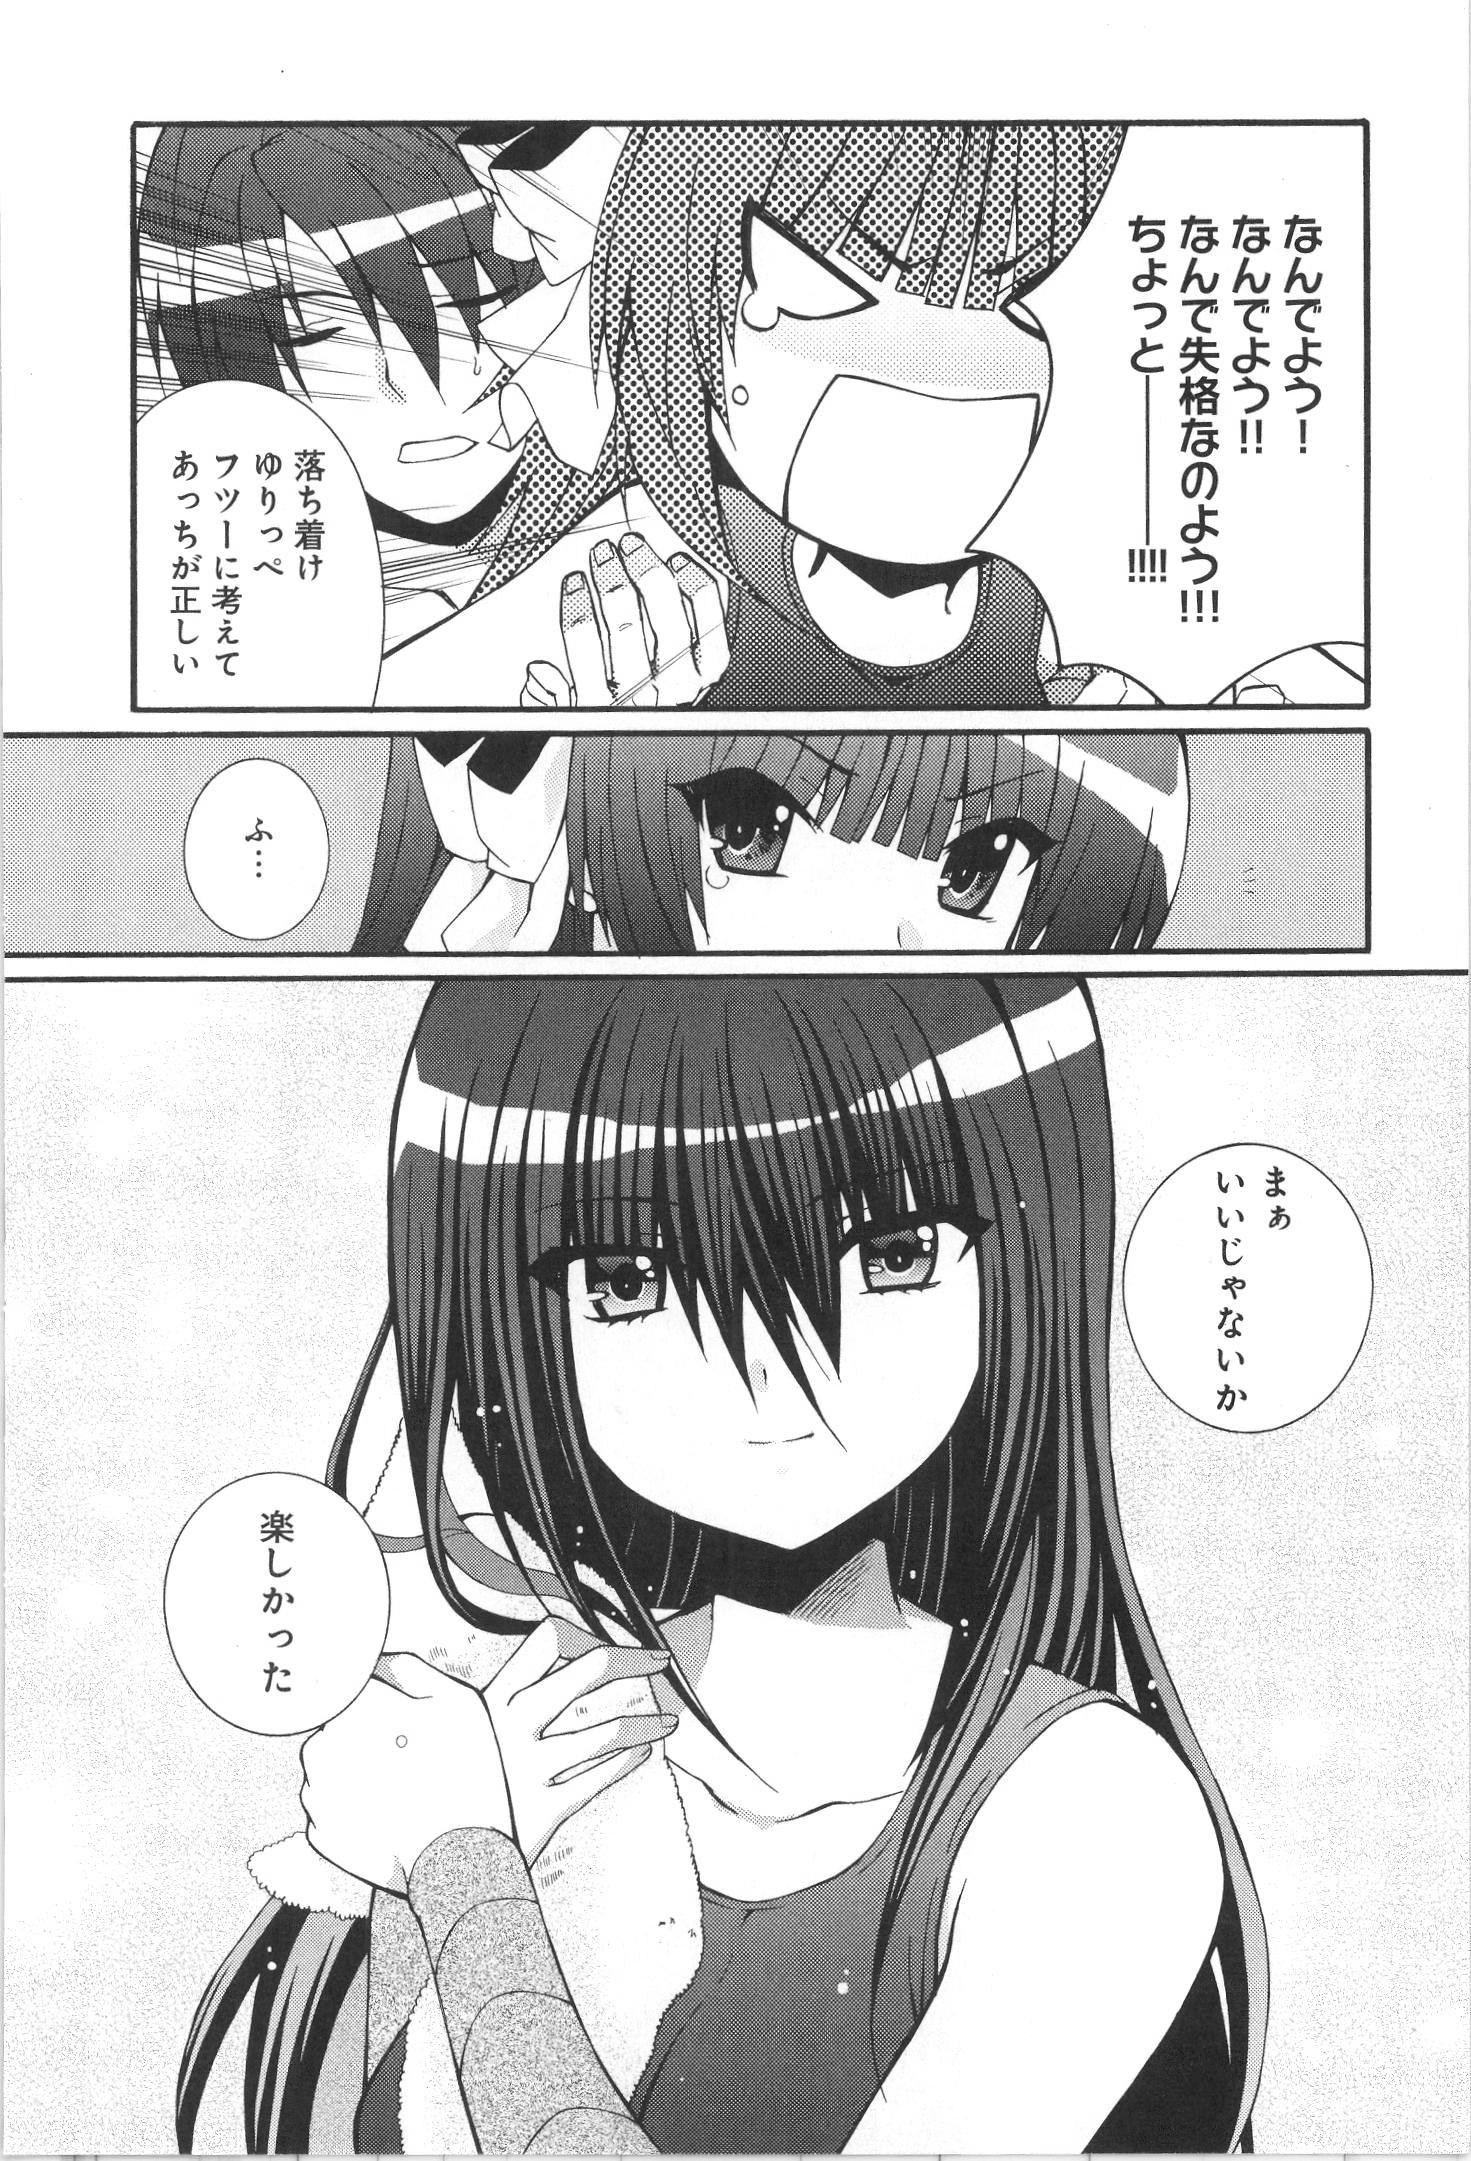 なんでよう！
なんでよう!!
なんで失格なのよう!!!
ちょっと――――!!!!
落ち着け
ゆりっぺ
フツーに考えて
あっちが正しい
ふ…
まぁ
いいじゃないか
楽しかった